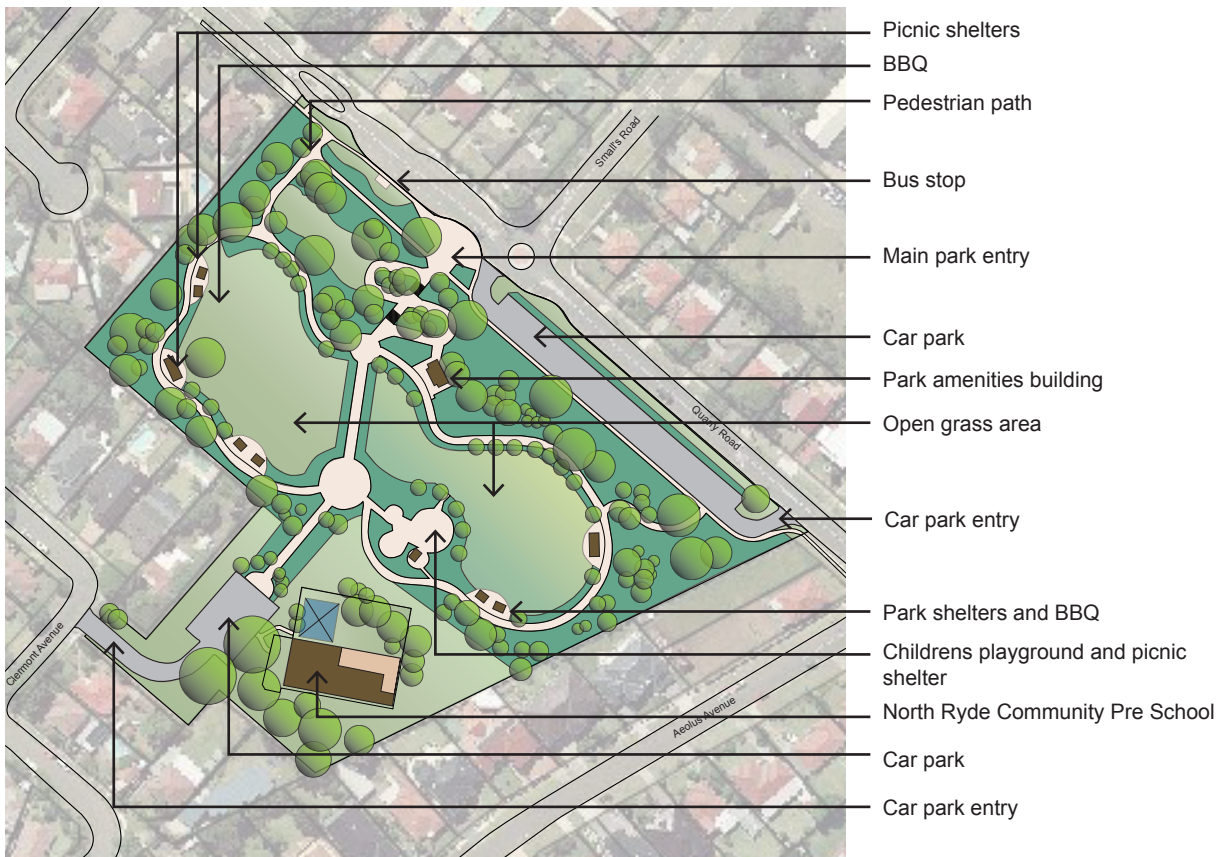 Picnic shelters
BBQ
Pedestrian path
Small's Road
Bus stop
Main park entry
Car park
Park amenities building
Quarry Road
Open grass area
Car park entry
Park shelters and BBQ
Clermont Avenue
Childrens playground and picnic
shelter
North Ryde Community Pre School
Aeolus Avenue
Car park
Car park entry